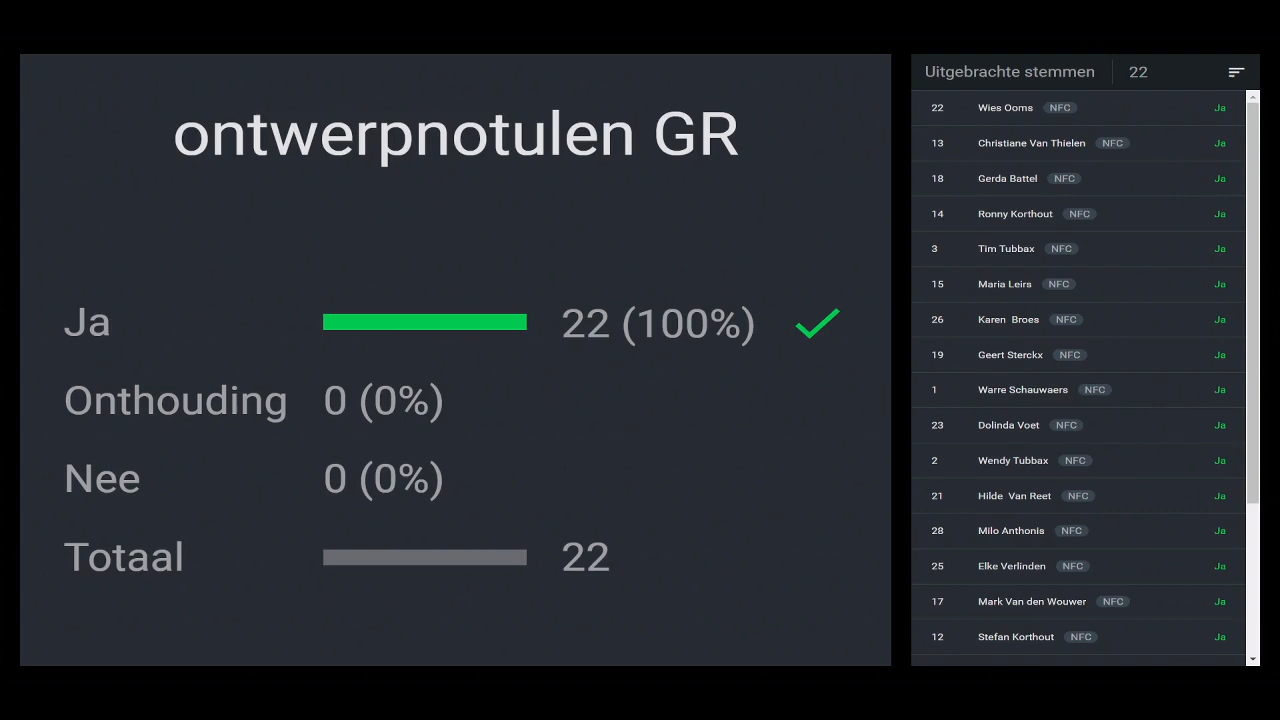 ontwerpnotulen GR
Ja 22 (100%)
Onthouding 0 (0%)
Nee 0 (0%)
Totaal 22
Uitgebrachte stemmen 22
22 Wies Ooms NFC Ja
13 Christiane Van Thielen NFC Ja
18 Gerda Battel NFC Ja
14 Ronny Korthout NFC Ja
3 Tim Tubbax NFC Ja
15 Maria Leirs NFC Ja
26 Karen Broes NFC Ja
19 Geert Sterckx NFC Ja
1 Warre Schauwaers NFC Ja
23 Dolinda Voet NFC Ja
2 Wendy Tubbax NFC Ja
21 Hilde Van Reet NFC Ja
28 Milo Anthonis NFC Ja
25 Elke Verlinden NFC Ja
17 Mark Van den Wouwer NFC Ja
12 Stefan Korthout NFC Ja